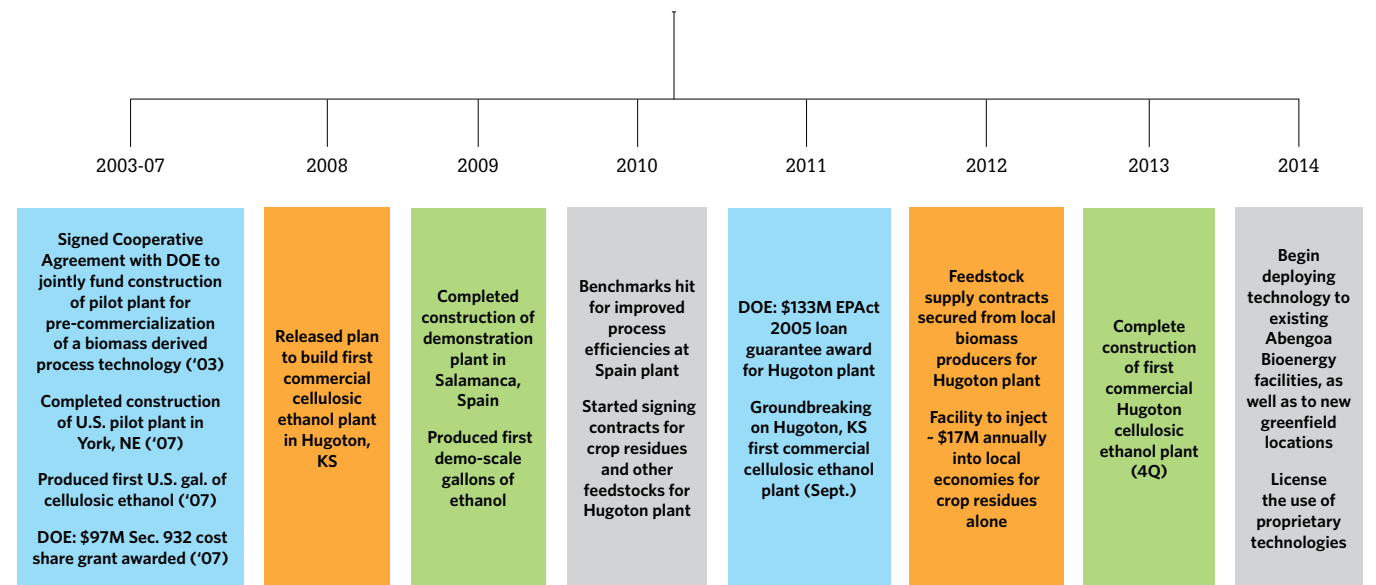 2003-07
2008
2009
2010
2011
2012
2013
2014
Signed Cooperative
Agreement with DOE to
jointly fund construction
of pilot plant for
pre-commercialization
of a biomass derived
process technology (‘03)
Completed construction
of U.S. pilot plant in
York, NE (‘07)
Produced first U.S. gal. of
cellulosic ethanol (‘07)
DOE: $97M Sec. 932 cost
share grant awarded (‘07)
Released plan
to build first
commercial
cellulosic
ethanol plant
in Hugoton,
KS
Completed
construction of
demonstration
plant in
Salamanca,
Spain
Produced first
demo-scale
gallons of
ethanol
Benchmarks hit
for improved
process
efficiencies at
Spain plant
Started signing
contracts for
crop residues
and other
feedstocks for
Hugoton plant
DOE: $133M EPAct
2005 loan
guarantee award
for Hugoton plant
Groundbreaking
on Hugoton, KS
first commercial
cellulosic ethanol
plant (Sept.)
Feedstock
supply contracts
secured from local
biomass
producers for
Hugoton plant
Facility to inject
~ $17M annually
into local
economies for
crop residues
alone
Complete
construction
of first
commercial
Hugoton
cellulosic
ethanol plant
(4Q)
Begin
deploying
technology to
existing
Abengoa
Bioenergy
facilities, as
well as to new
greenfield
locations
License
the use of
proprietary
technologies